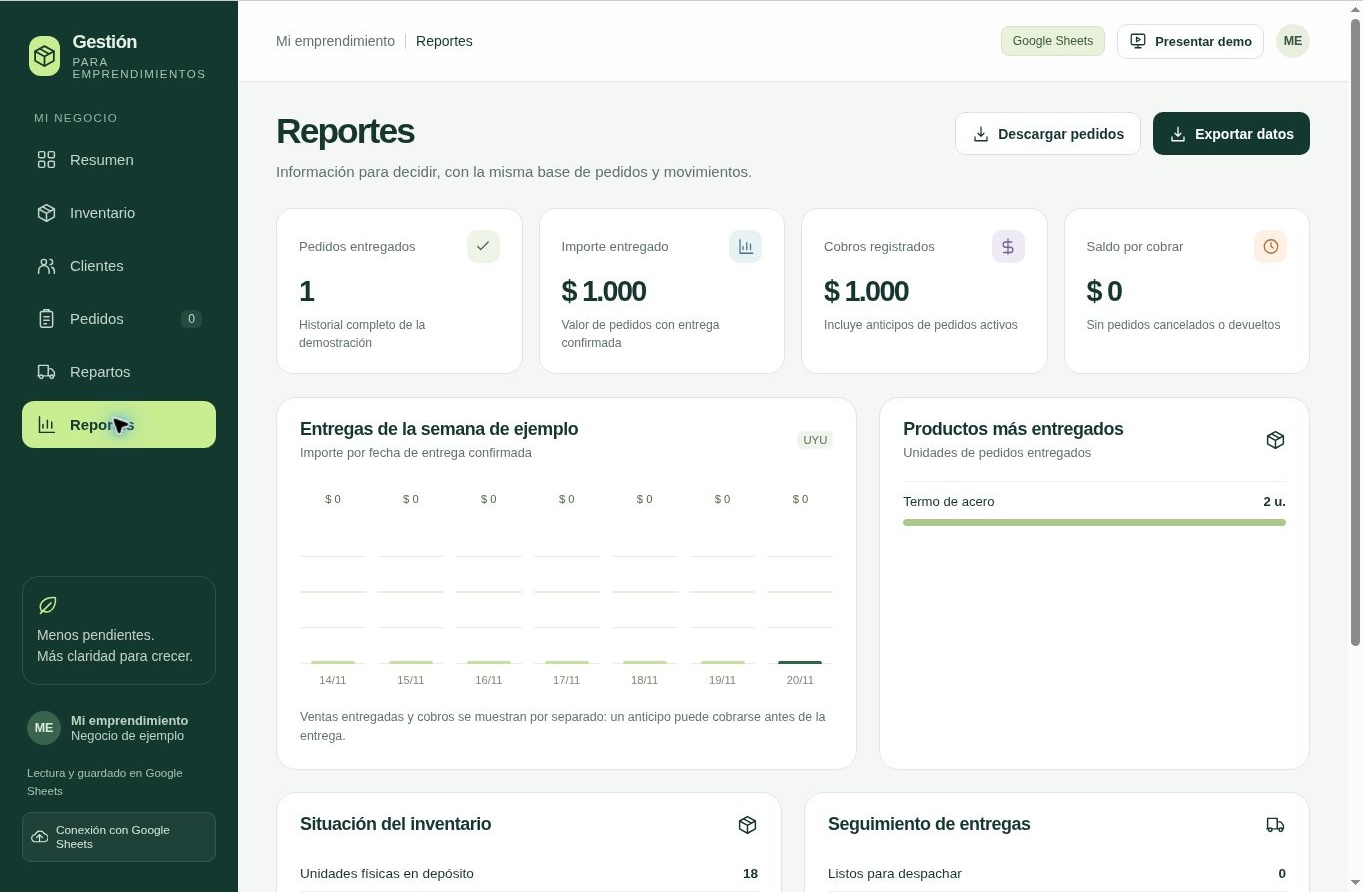 Gestión
PARA
EMPRENDIMIENTOS
MI NEGOCIO
Resumen
Inventario
Clientes
Pedidos 0
Repartos
Reportes
Menos pendientes.
Más claridad para crecer.
ME
Mi emprendimiento
Negocio de ejemplo
Lectura y guardado en Google
Sheets
Conexión con Google
Sheets
Mi emprendimiento Reportes
Google Sheets
Presentar demo
ME
Reportes
Información para decidir, con la misma base de pedidos y movimientos.
Descargar pedidos
Exportar datos
Pedidos entregados
1
Historial completo de la
demostración
Importe entregado
$ 1.000
Valor de pedidos con entrega
confirmada
Cobros registrados
$ 1.000
Incluye anticipos de pedidos activos
Saldo por cobrar
$ 0
Sin pedidos cancelados o devueltos
Entregas de la semana de ejemplo
Importe por fecha de entrega confirmada
UYU
$ 0 $ 0 $ 0 $ 0 $ 0 $ 0 $ 0
14/11 15/11 16/11 17/11 18/11 19/11 20/11
Ventas entregadas y cobros se muestran por separado: un anticipo puede cobrarse antes de la
entrega.
Productos más entregados
Unidades de pedidos entregados
Termo de acero 2 u.
Situación del inventario
Unidades físicas en depósito 18
Seguimiento de entregas
Listos para despachar 0